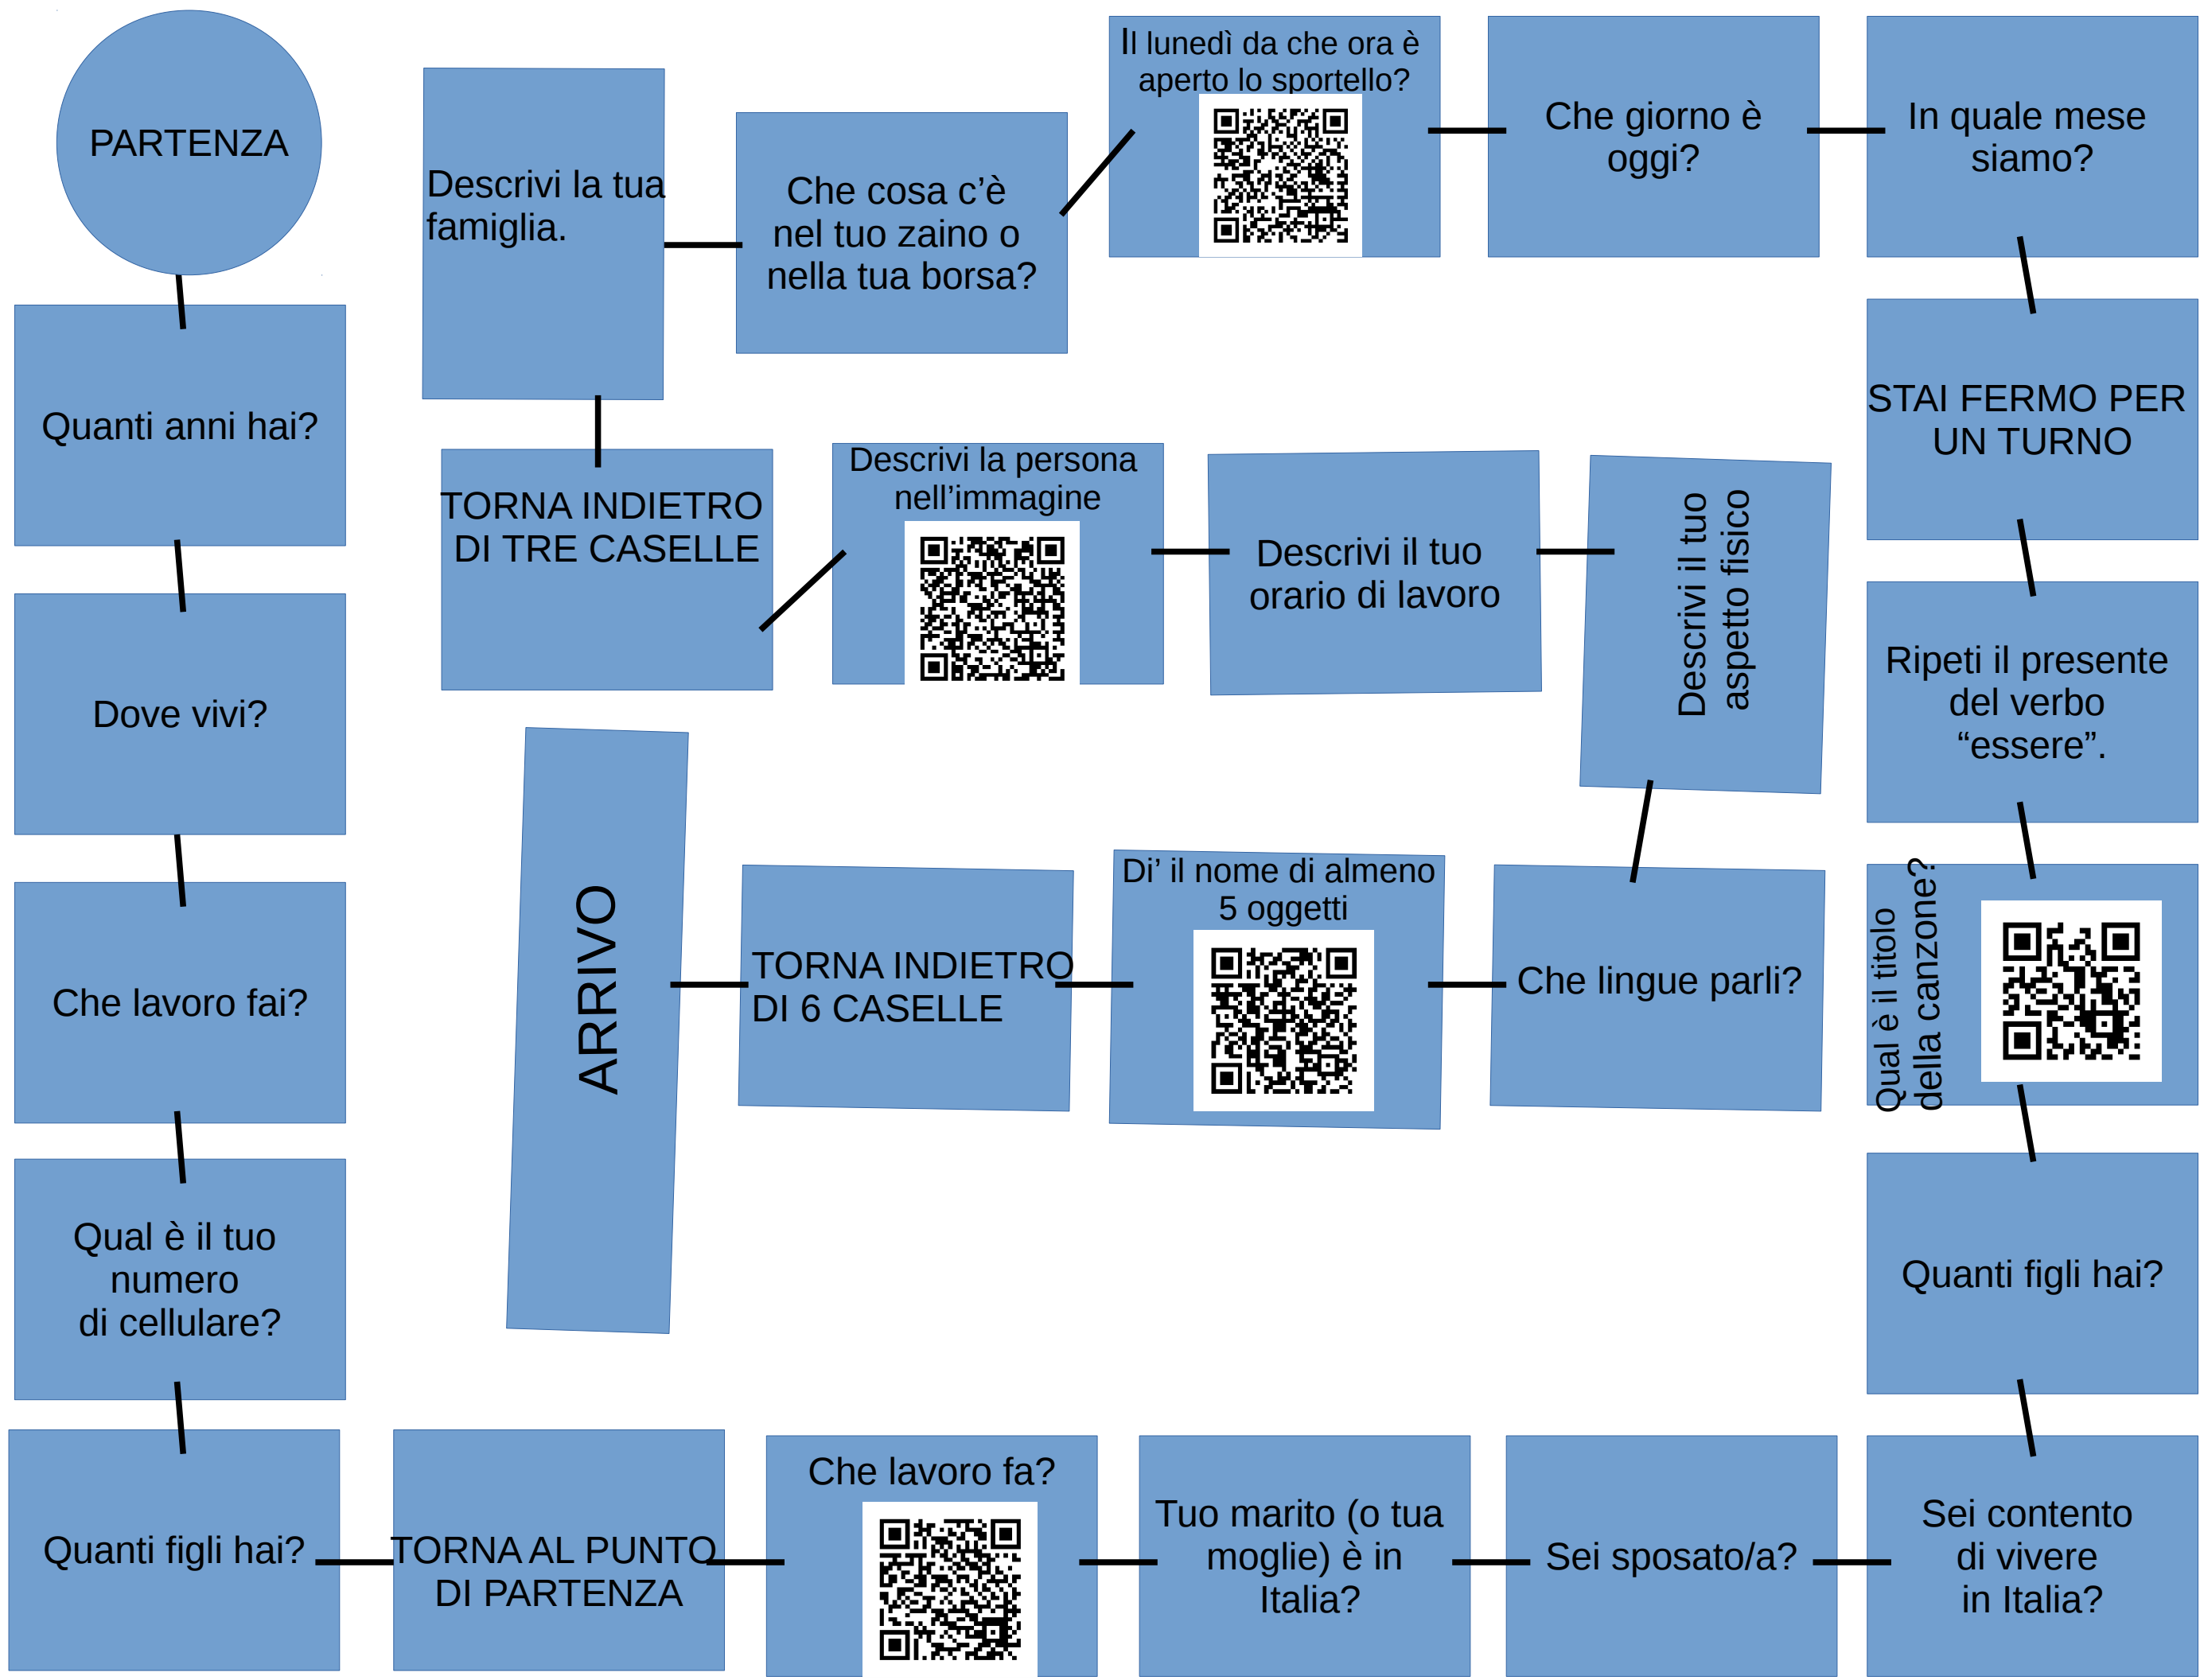 PARTENZA
Quanti anni hai?
Dove vivi?
Che lavoro fai?
Qual è il tuo
numero
di cellulare?
Quanti figli hai?
TORNA AL PUNTO
DI PARTENZA
Che lavoro fa?
Tuo marito (o tua
moglie) è in
Italia?
Sei sposato/a?
Sei contento
di vivere
in Italia?
Quanti figli hai?
Qual è il titolo
della canzone?
Ripeti il presente
del verbo
“essere”.
STAI FERMO PER
UN TURNO
In quale mese
siamo?
Che giorno è
oggi?
Il lunedì da che ora è
aperto lo sportello?
Che cosa c’è
nel tuo zaino o
nella tua borsa?
Descrivi la tua
famiglia.
TORNA INDIETRO
DI TRE CASELLE
Descrivi la persona
nell’immagine
Descrivi il tuo
orario di lavoro
Descrivi il tuo
aspetto fisico
Che lingue parli?
Di’ il nome di almeno
5 oggetti
TORNA INDIETRO
DI 6 CASELLE
ARRIVO